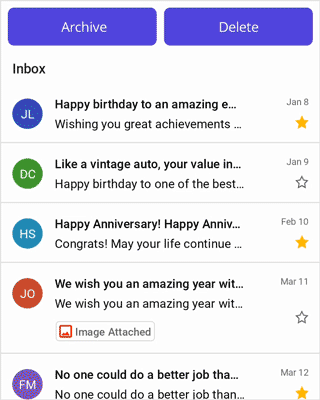 Archive
Delete
Inbox
JL
Happy birthday to an amazing e...
Jan 8
Wishing you great achievements ...
DC
Like a vintage auto, your value in...
Jan 9
Happy birthday to one of the best...
HS
Happy Anniversary! Happy Anniv...
Feb 10
Congrats! May your life continue ...
JO
We wish you an amazing year wit...
Mar 11
We wish you an amazing year wit...
Image Attached
FM
No one could do a better job tha...
Mar 12
No one could do a better job than...